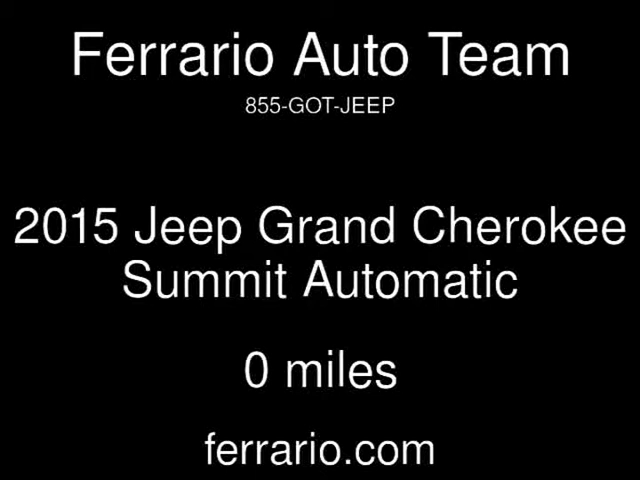 Ferrario Auto Team
855-GOT-JEEP
2015 Jeep Grand Cherokee
Summit Automatic
0 miles
ferrario.com